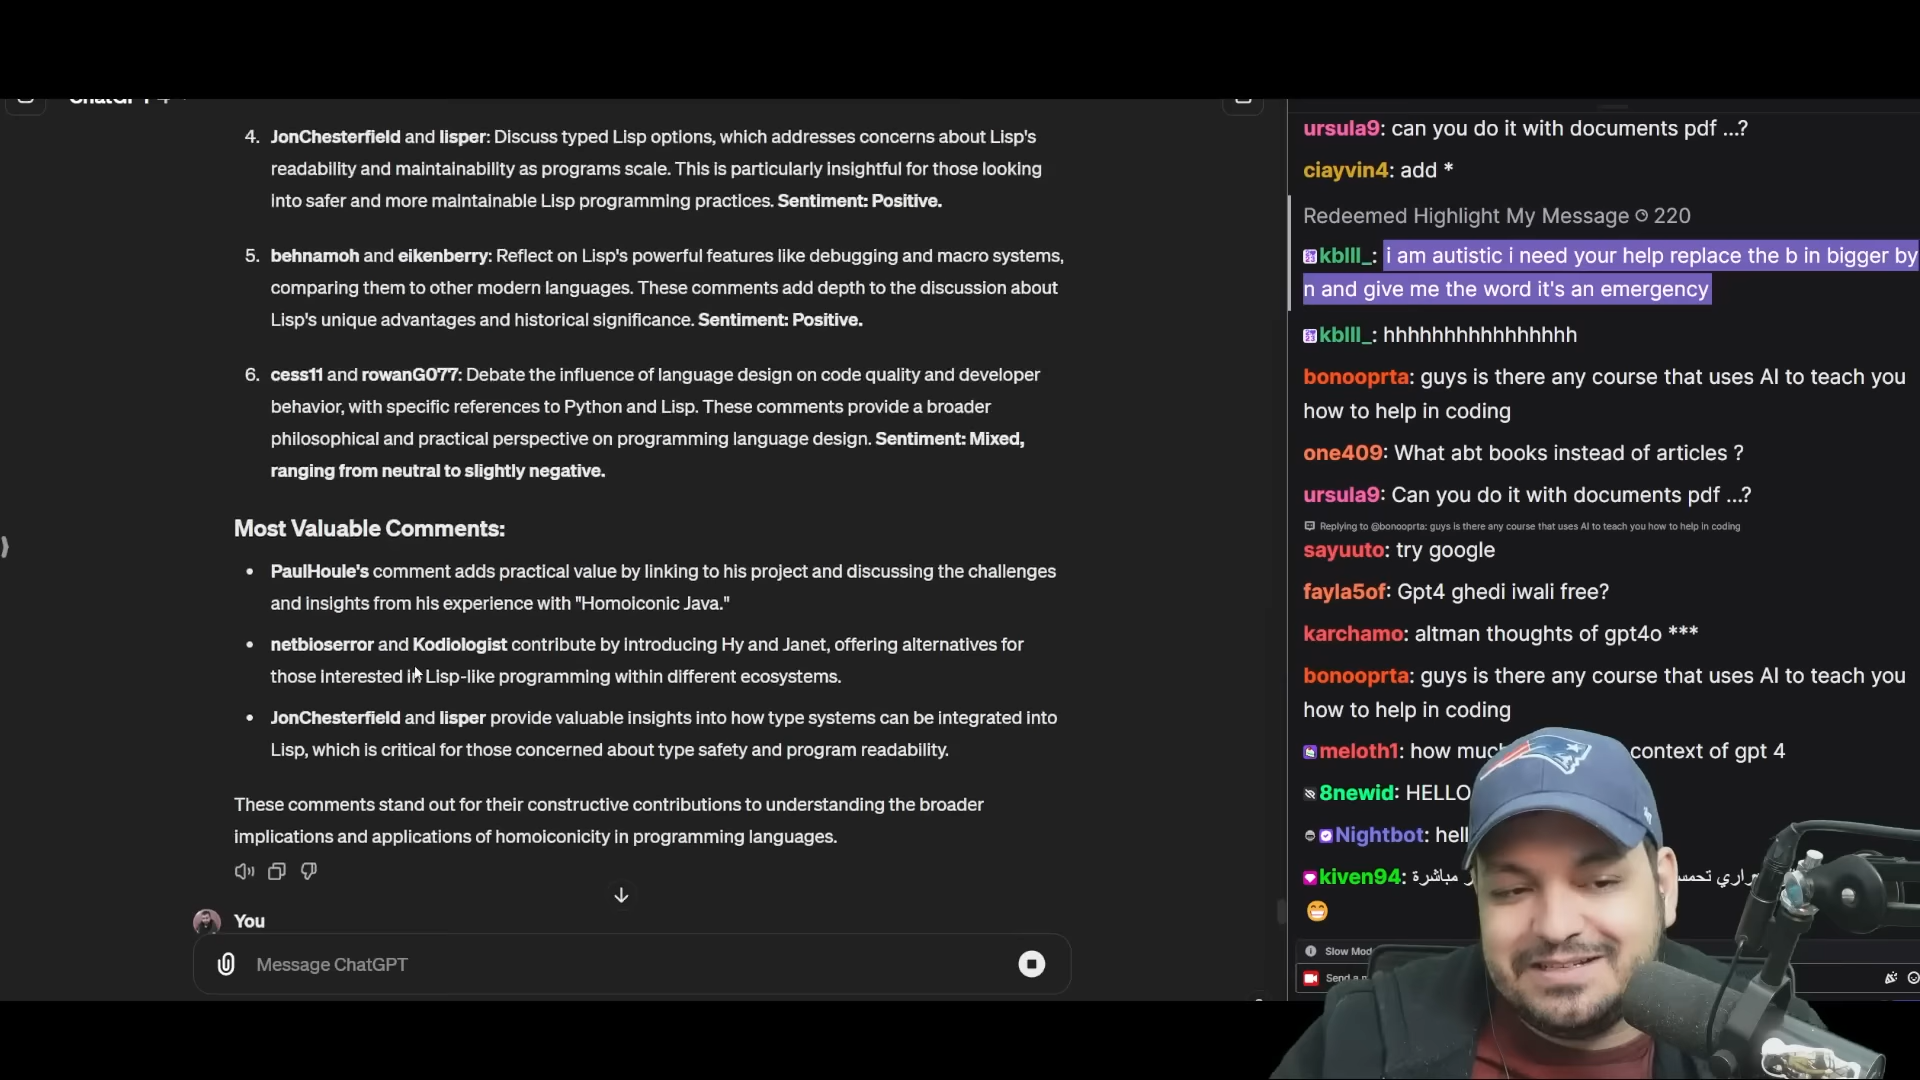 4. JonChesterfield and lisper: Discuss typed Lisp options, which addresses concerns about Lisp's
readability and maintainability as programs scale. This is particularly insightful for those looking
into safer and more maintainable Lisp programming practices. Sentiment: Positive.
5. behnamoh and eikenberry: Reflect on Lisp's powerful features like debugging and macro systems,
comparing them to other modern languages. These comments add depth to the discussion about
Lisp's unique advantages and historical significance. Sentiment: Positive.
6. cess11 and rowanG077: Debate the influence of language design on code quality and developer
behavior, with specific references to Python and Lisp. These comments provide a broader
philosophical and practical perspective on programming language design. Sentiment: Mixed,
ranging from neutral to slightly negative.
Most Valuable Comments:
• PaulHoule's comment adds practical value by linking to his project and discussing the challenges
and insights from his experience with "Homoiconic Java."
• netbioserror and Kodiologist contribute by introducing Hy and Janet, offering alternatives for
those interested in Lisp-like programming within different ecosystems.
• JonChesterfield and lisper provide valuable insights into how type systems can be integrated into
Lisp, which is critical for those concerned about type safety and program readability.
These comments stand out for their constructive contributions to understanding the broader
implications and applications of homoiconicity in programming languages.
You
Message ChatGPT
ursula9: can you do it with documents pdf ...?
ciayvin4: add *
Redeemed Highlight My Message 220
kblll_: i am autistic i need your help replace the b in bigger by
n and give me the word it's an emergency
kblll_: hhhhhhhhhhhhhhhh
bonooprta: guys is there any course that uses AI to teach you
how to help in coding
one409: What abt books instead of articles ?
ursula9: Can you do it with documents pdf ...?
Replying to @bonooprta: guys is there any course that uses AI to teach you how to help in coding
sayuuto: try google
fayla5of: Gpt4 ghedi iwali free?
karchamo: altman thoughts of gpt4o ***
bonooprta: guys is there any course that uses AI to teach you
how to help in coding
meloth1: how much context of gpt 4
8newid: HELLO
Nightbot:
kiven94: مباشرة
Slow
Send a